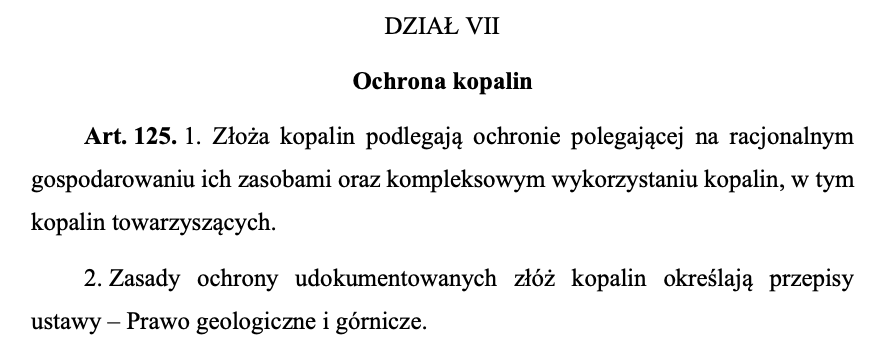 DZIAŁ VII
Ochrona kopalin
Art. 125. 1. Złoża kopalin podlegają ochronie polegającej na racjonalnym
gospodarowaniu ich zasobami oraz kompleksowym wykorzystaniu kopalin, w tym
kopalin towarzyszących.
2. Zasady ochrony udokumentowanych złóż kopalin określają przepisy
ustawy – Prawo geologiczne i górnicze.